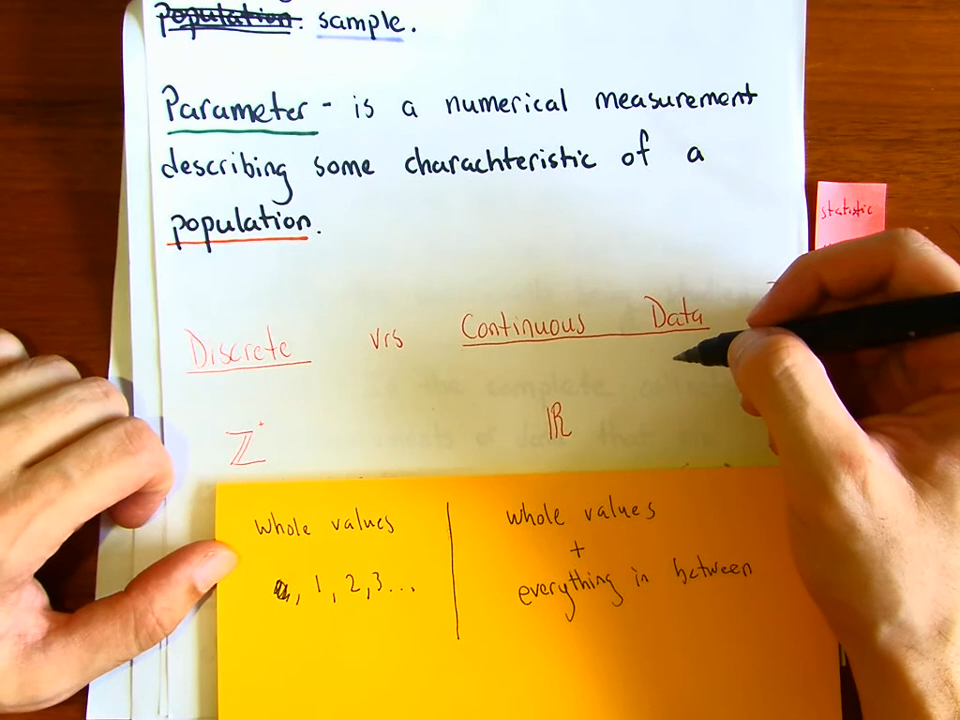 sample.
Parameter - is a numerical measurement
describing some charachteristic of a
population.
statistic
Discrete vrs Continuous Data
ℤ⁺ ℝ
whole values
, 1, 2, 3...
whole values
+
everything in between